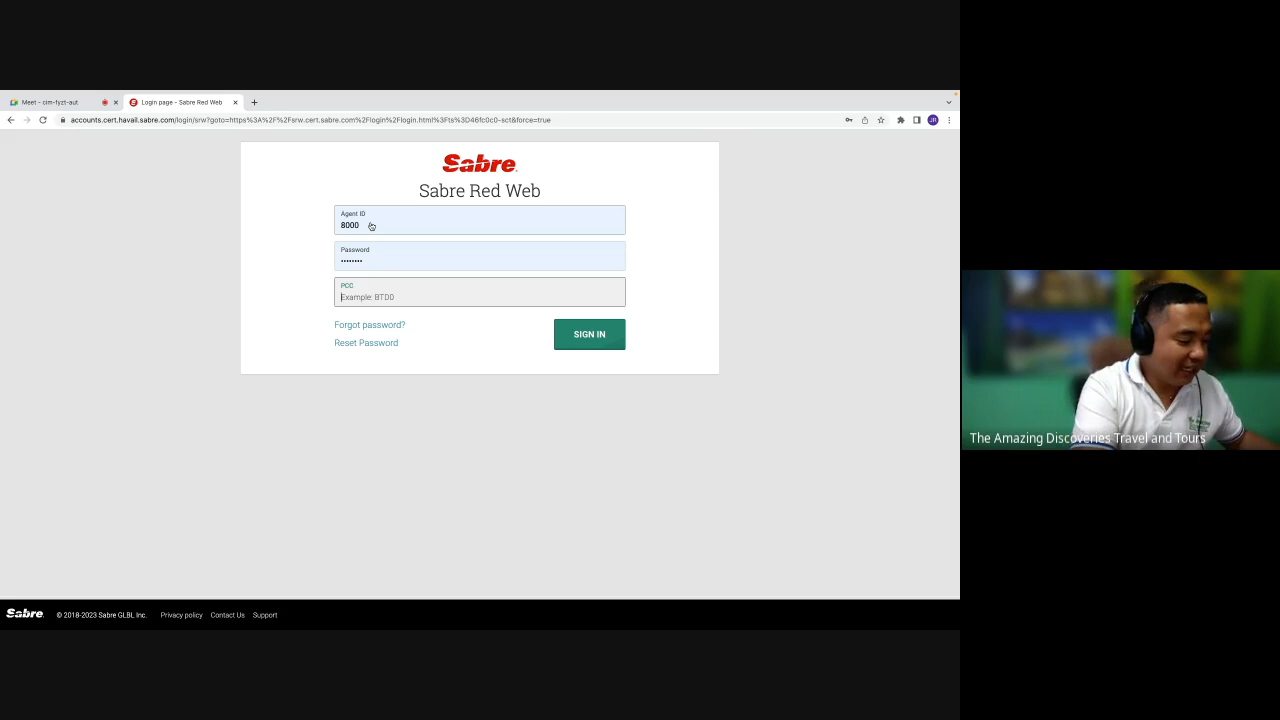 Meet - cim-fyzt-aut
Login page - Sabre Red Web
accounts.cert.havail.sabre.com/login/srw?goto=https%3A%2F%2Fsrw.cert.sabre.com%2Flogin%2Flogin.html%3Fts%3D46fc0c0-sct&force=true
JR
Sabre
Sabre Red Web
Agent ID
8000
Password
••••••••
PCC
Example: BTD0
Forgot password?
SIGN IN
Reset Password
The Amazing Discoveries Travel and Tours
Sabre © 2018-2023 Sabre GLBL Inc. Privacy policy Contact Us Support